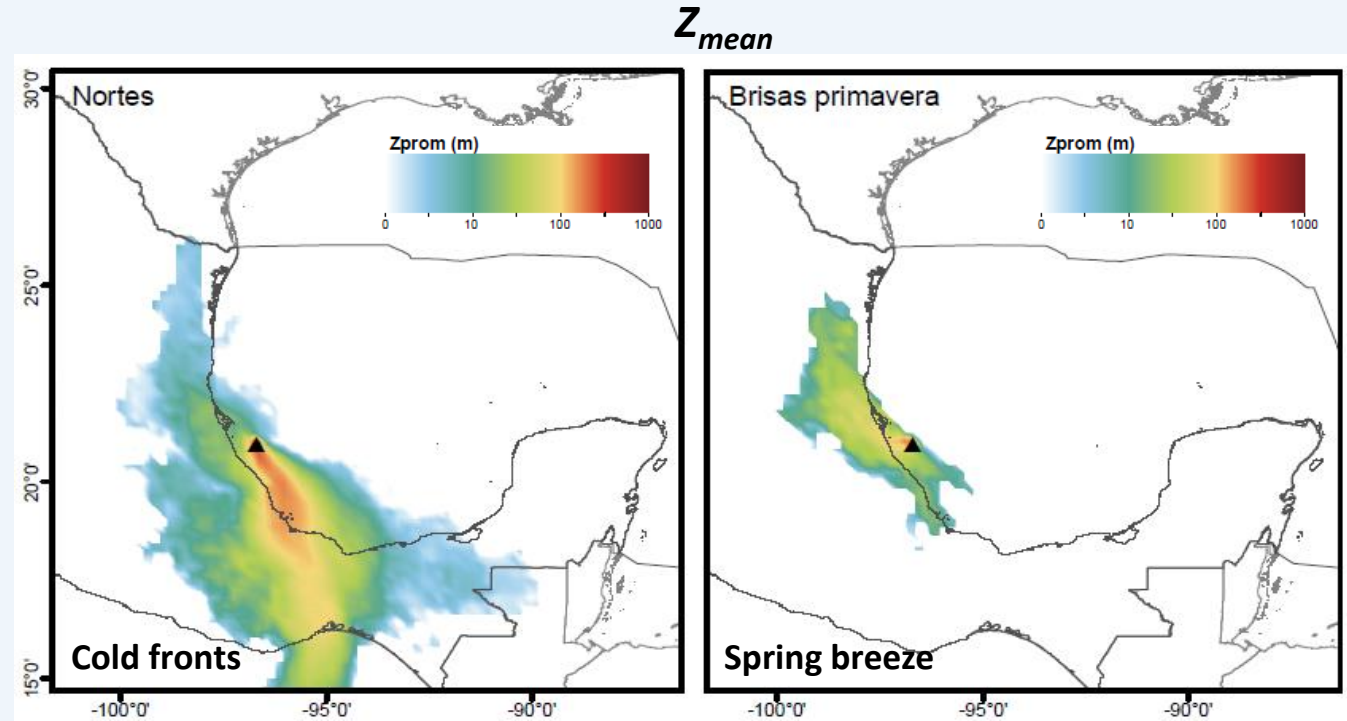 Zmean
Nortes
Zprom (m)
0 10 100 1000
30°0'
25°0'
20°0'
15°0'
Cold fronts
-100°0' -95°0' -90°0'
Brisas primavera
Zprom (m)
0 10 100 1000
Spring breeze
-100°0' -95°0' -90°0'